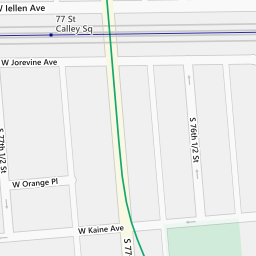 W Iellen Ave
77 St
Calley Sq
W Jorevine Ave
S 76th 1/2 St
S 77th 1/2 St
W Orange Pl
W Kaine Ave
S 77